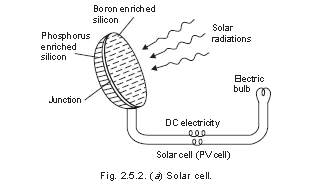 Boron enriched
silicon
Phosphorus
enriched
silicon
Solar
radiations
Electric
bulb
Junction
DC electricity
Solar cell (PV cell)
Fig. 2.5.2. (a) Solar cell.